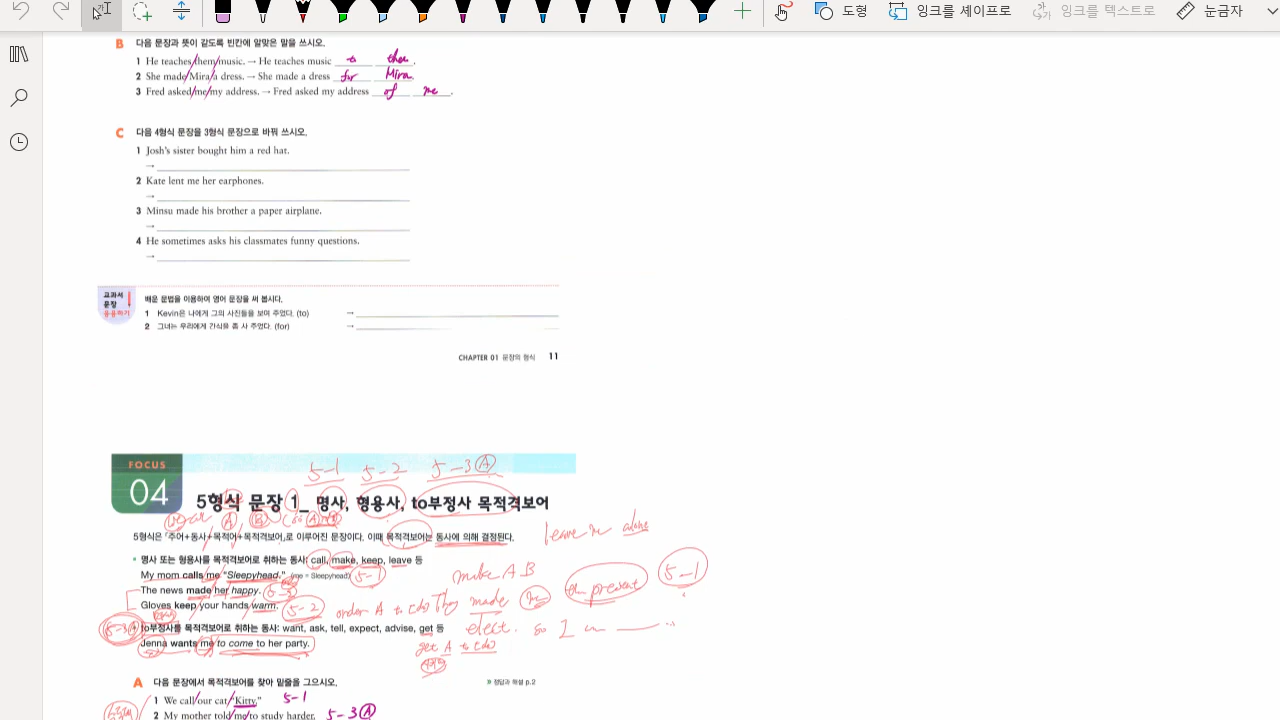 도형 잉크를 셰이프로 잉크를 텍스트로 눈금자
B 다음 문장과 뜻이 같도록 빈칸에 알맞은 말을 쓰시오.
1 He teaches/them/music. → He teaches music to them.
2 She made/Mira/a dress. → She made a dress for Mira.
3 Fred asked/me/my address. → Fred asked my address of me.
C 다음 4형식 문장을 3형식 문장으로 바꿔 쓰시오.
1 Josh's sister bought him a red hat.
→
2 Kate lent me her earphones.
→
3 Minsu made his brother a paper airplane.
→
4 He sometimes asks his classmates funny questions.
→
교과서
문장
응용하기
배운 문법을 이용하여 영어 문장을 써 봅시다.
1 Kevin은 나에게 그의 사진들을 보여 주었다. (to) →
2 그녀는 우리에게 간식을 좀 사 주었다. (for) →
CHAPTER 01 문장의 형식 11
FOCUS
04
5-1 5-2 5-3 A
5형식 문장 1_ 명사, 형용사, to부정사 목적격보어
5형식은 「주어+동사+목적어+목적격보어」로 이루어진 문장이다. 이때 목적격보어는 동사에 의해 결정된다.
leave me alone
• 명사 또는 형용사를 목적격보어로 취하는 동사: call, make, keep, leave 등
My mom calls me "Sleepyhead." (me = Sleepyhead) 5-1
make A B
5-1
The news made her happy. 5-2
Gloves keep your hands warm. 5-2
order A to do They made me
• to부정사를 목적격보어로 취하는 동사: want, ask, tell, expect, advise, get 등
5-3 A
elect.
Jenna wants me to come to her party.
get A to do
A 다음 문장에서 목적격보어를 찾아 밑줄을 그으시오.
» 정답과 해설 p.2
1 We call/our cat/"Kitty." 5-1
2 My mother told/me/to study harder. 5-3 A